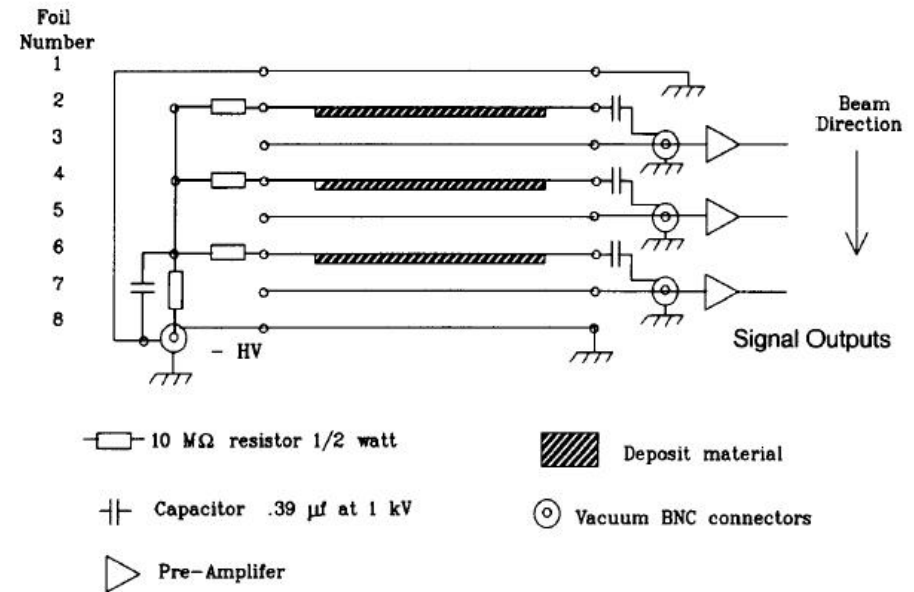 Foil
Number
1
2
3
4
5
6
7
8
Beam
Direction
- HV
Signal Outputs
10 MΩ resistor 1/2 watt
Deposit material
Capacitor .39 µf at 1 kV
Vacuum BNC connectors
Pre-Amplifer